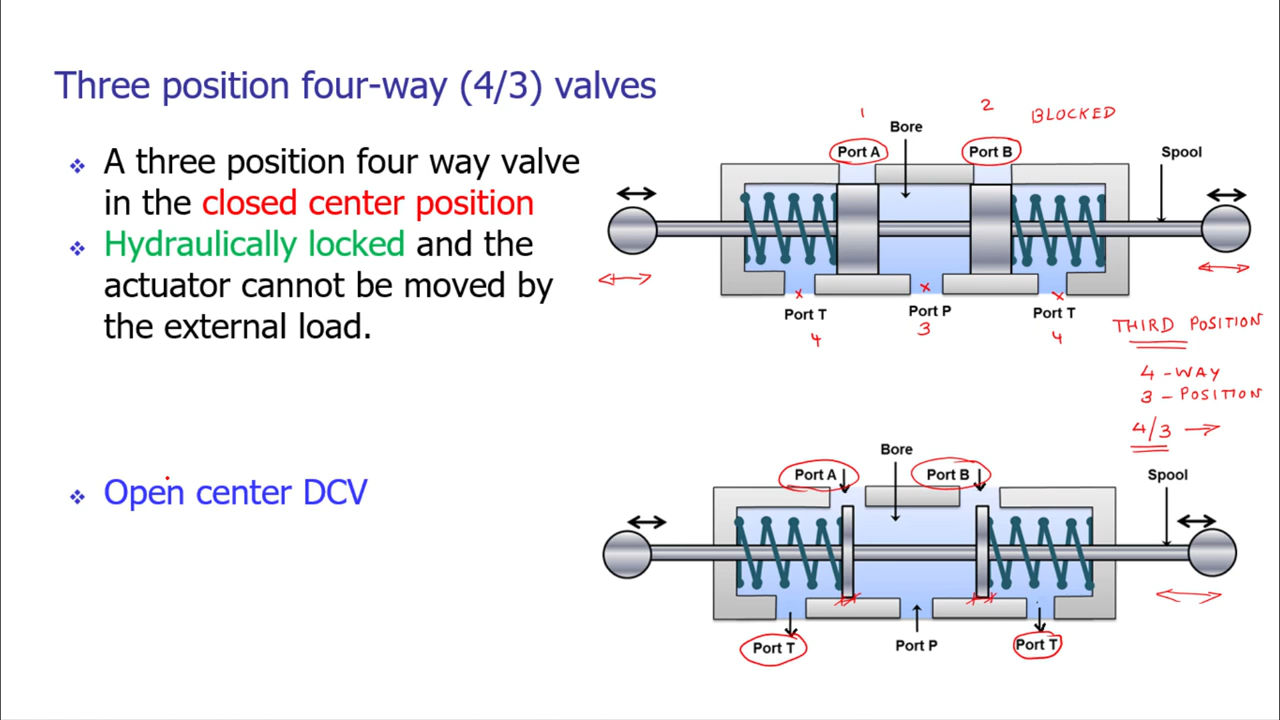 Three position four-way (4/3) valves
❖ A three position four way valve
in the closed center position
❖ Hydraulically locked and the
actuator cannot be moved by
the external load.
❖ Open center DCV
1
2
BLOCKED
Bore
Port A
Port B
Spool
Port T
Port P
Port T
4
3
4
THIRD POSITION
4 - WAY
3 - POSITION
4/3 →
Bore
Port A
Port B
Spool
Port T
Port P
Port T